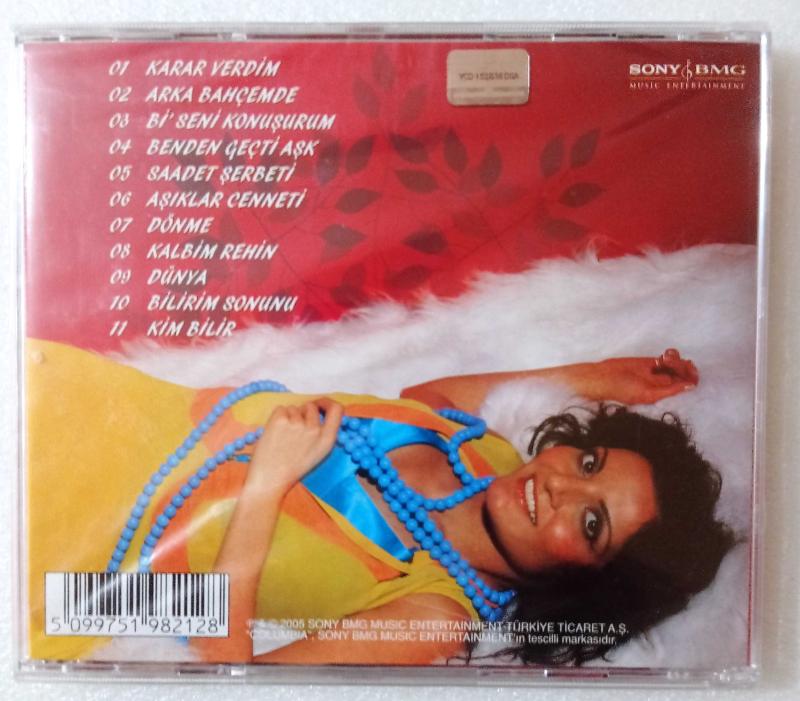 01 KARAR VERDİM
02 ARKA BAHÇEMDE
03 Bİ' SENİ KONUŞURUM
04 BENDEN GEÇTİ AŞK
05 SAADET ŞERBETİ
06 AŞIKLAR CENNETİ
07 DÖNME
08 KALBİM REHİN
09 DÜNYA
10 BİLİRİM SONUNU
11 KİM BİLİR
SONY BMG
MUSIC ENTERTAINMENT
5 099751 982128
℗ & © 2005 SONY BMG MUSIC ENTERTAINMENT TÜRKİYE TİCARET A.Ş.
"COLUMBIA", SONY BMG MUSIC ENTERTAINMENT'ın tescilli markasıdır.